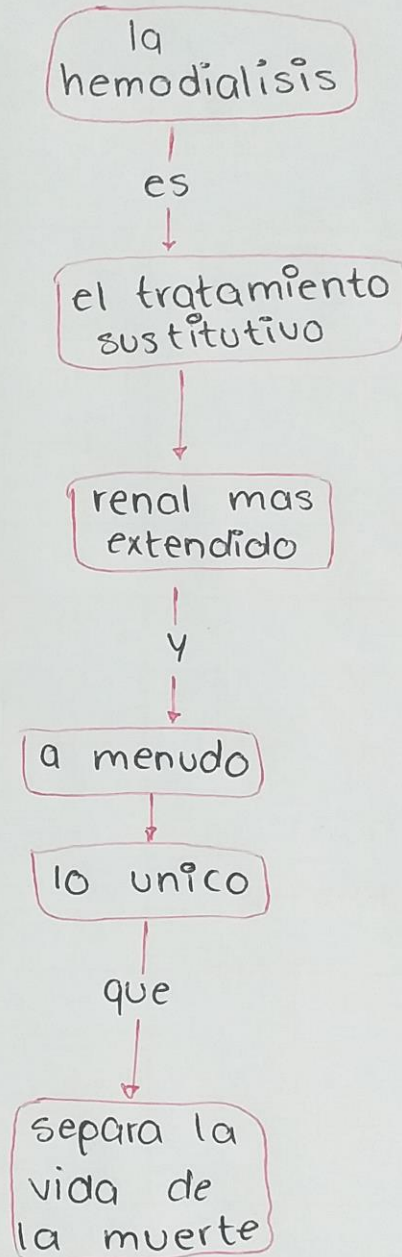 la
hemodialisis
es
el tratamiento
sustitutivo
renal mas
extendido
y
a menudo
lo unico
que
separa la
vida de
la muerte